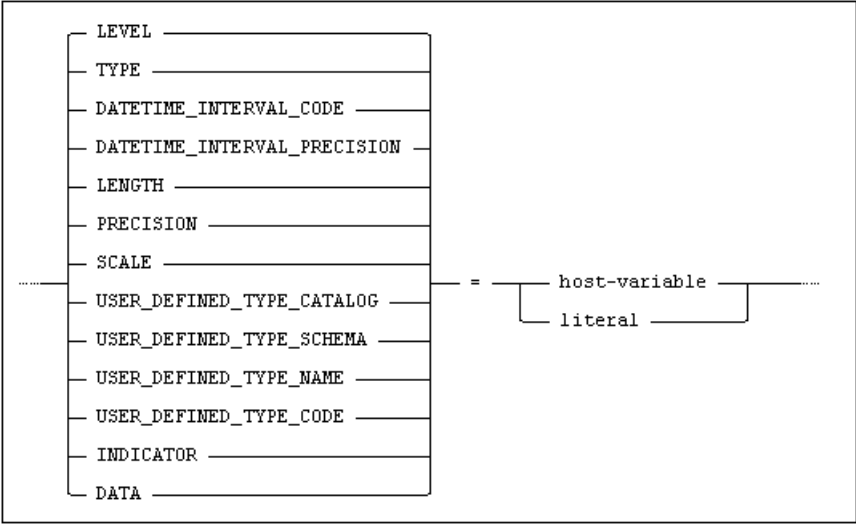 LEVEL
TYPE
DATETIME_INTERVAL_CODE
DATETIME_INTERVAL_PRECISION
LENGTH
PRECISION
SCALE
USER_DEFINED_TYPE_CATALOG
USER_DEFINED_TYPE_SCHEMA
USER_DEFINED_TYPE_NAME
USER_DEFINED_TYPE_CODE
INDICATOR
DATA
= host-variable
literal